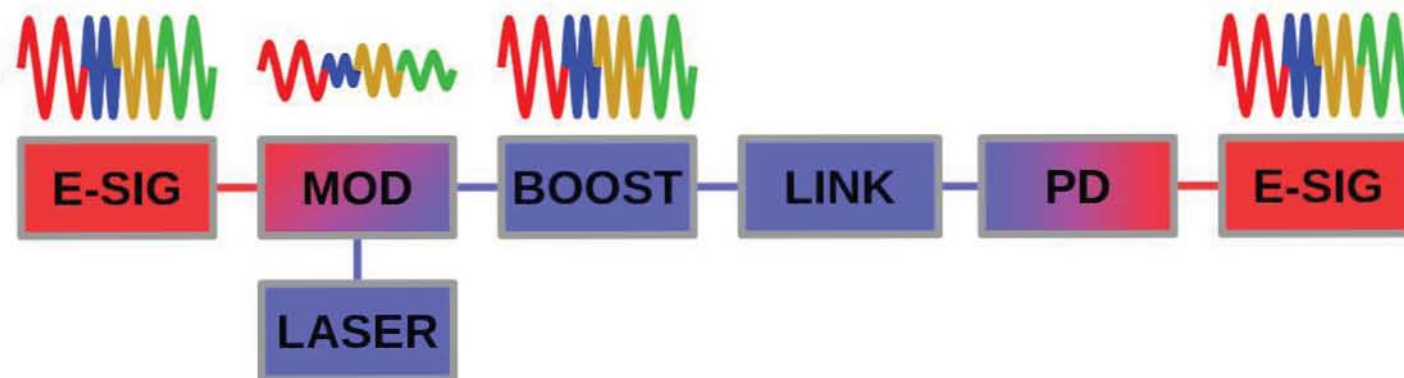 E-SIG
MOD
BOOST
LINK
PD
E-SIG
LASER